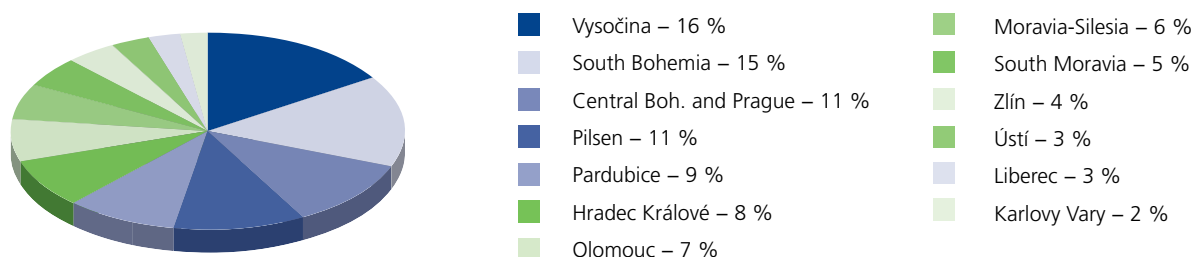 Vysočina – 16 %
South Bohemia – 15 %
Central Boh. and Prague – 11 %
Pilsen – 11 %
Pardubice – 9 %
Hradec Králové – 8 %
Olomouc – 7 %
Moravia-Silesia – 6 %
South Moravia – 5 %
Zlín – 4 %
Ústí – 3 %
Liberec – 3 %
Karlovy Vary – 2 %